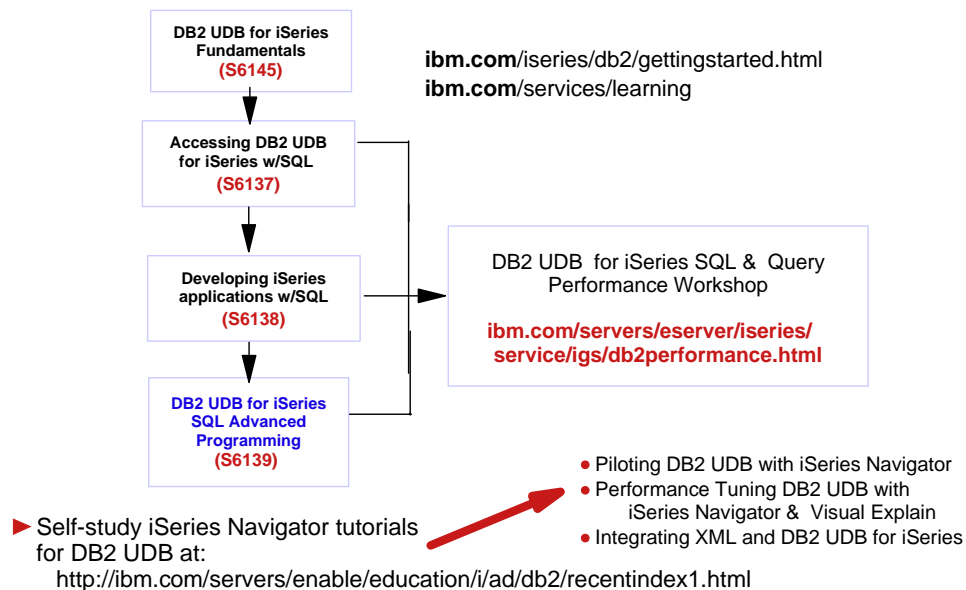 DB2 UDB for iSeries
Fundamentals
(S6145)
ibm.com/iseries/db2/gettingstarted.html
ibm.com/services/learning
Accessing DB2 UDB
for iSeries w/SQL
(S6137)
Developing iSeries
applications w/SQL
(S6138)
DB2 UDB for iSeries
SQL Advanced
Programming
(S6139)
DB2 UDB for iSeries SQL & Query
Performance Workshop
ibm.com/servers/eserver/iseries/
service/igs/db2performance.html
Self-study iSeries Navigator tutorials
for DB2 UDB at:
http://ibm.com/servers/enable/education/i/ad/db2/recentindex1.html
• Piloting DB2 UDB with iSeries Navigator
• Performance Tuning DB2 UDB with
iSeries Navigator & Visual Explain
• Integrating XML and DB2 UDB for iSeries